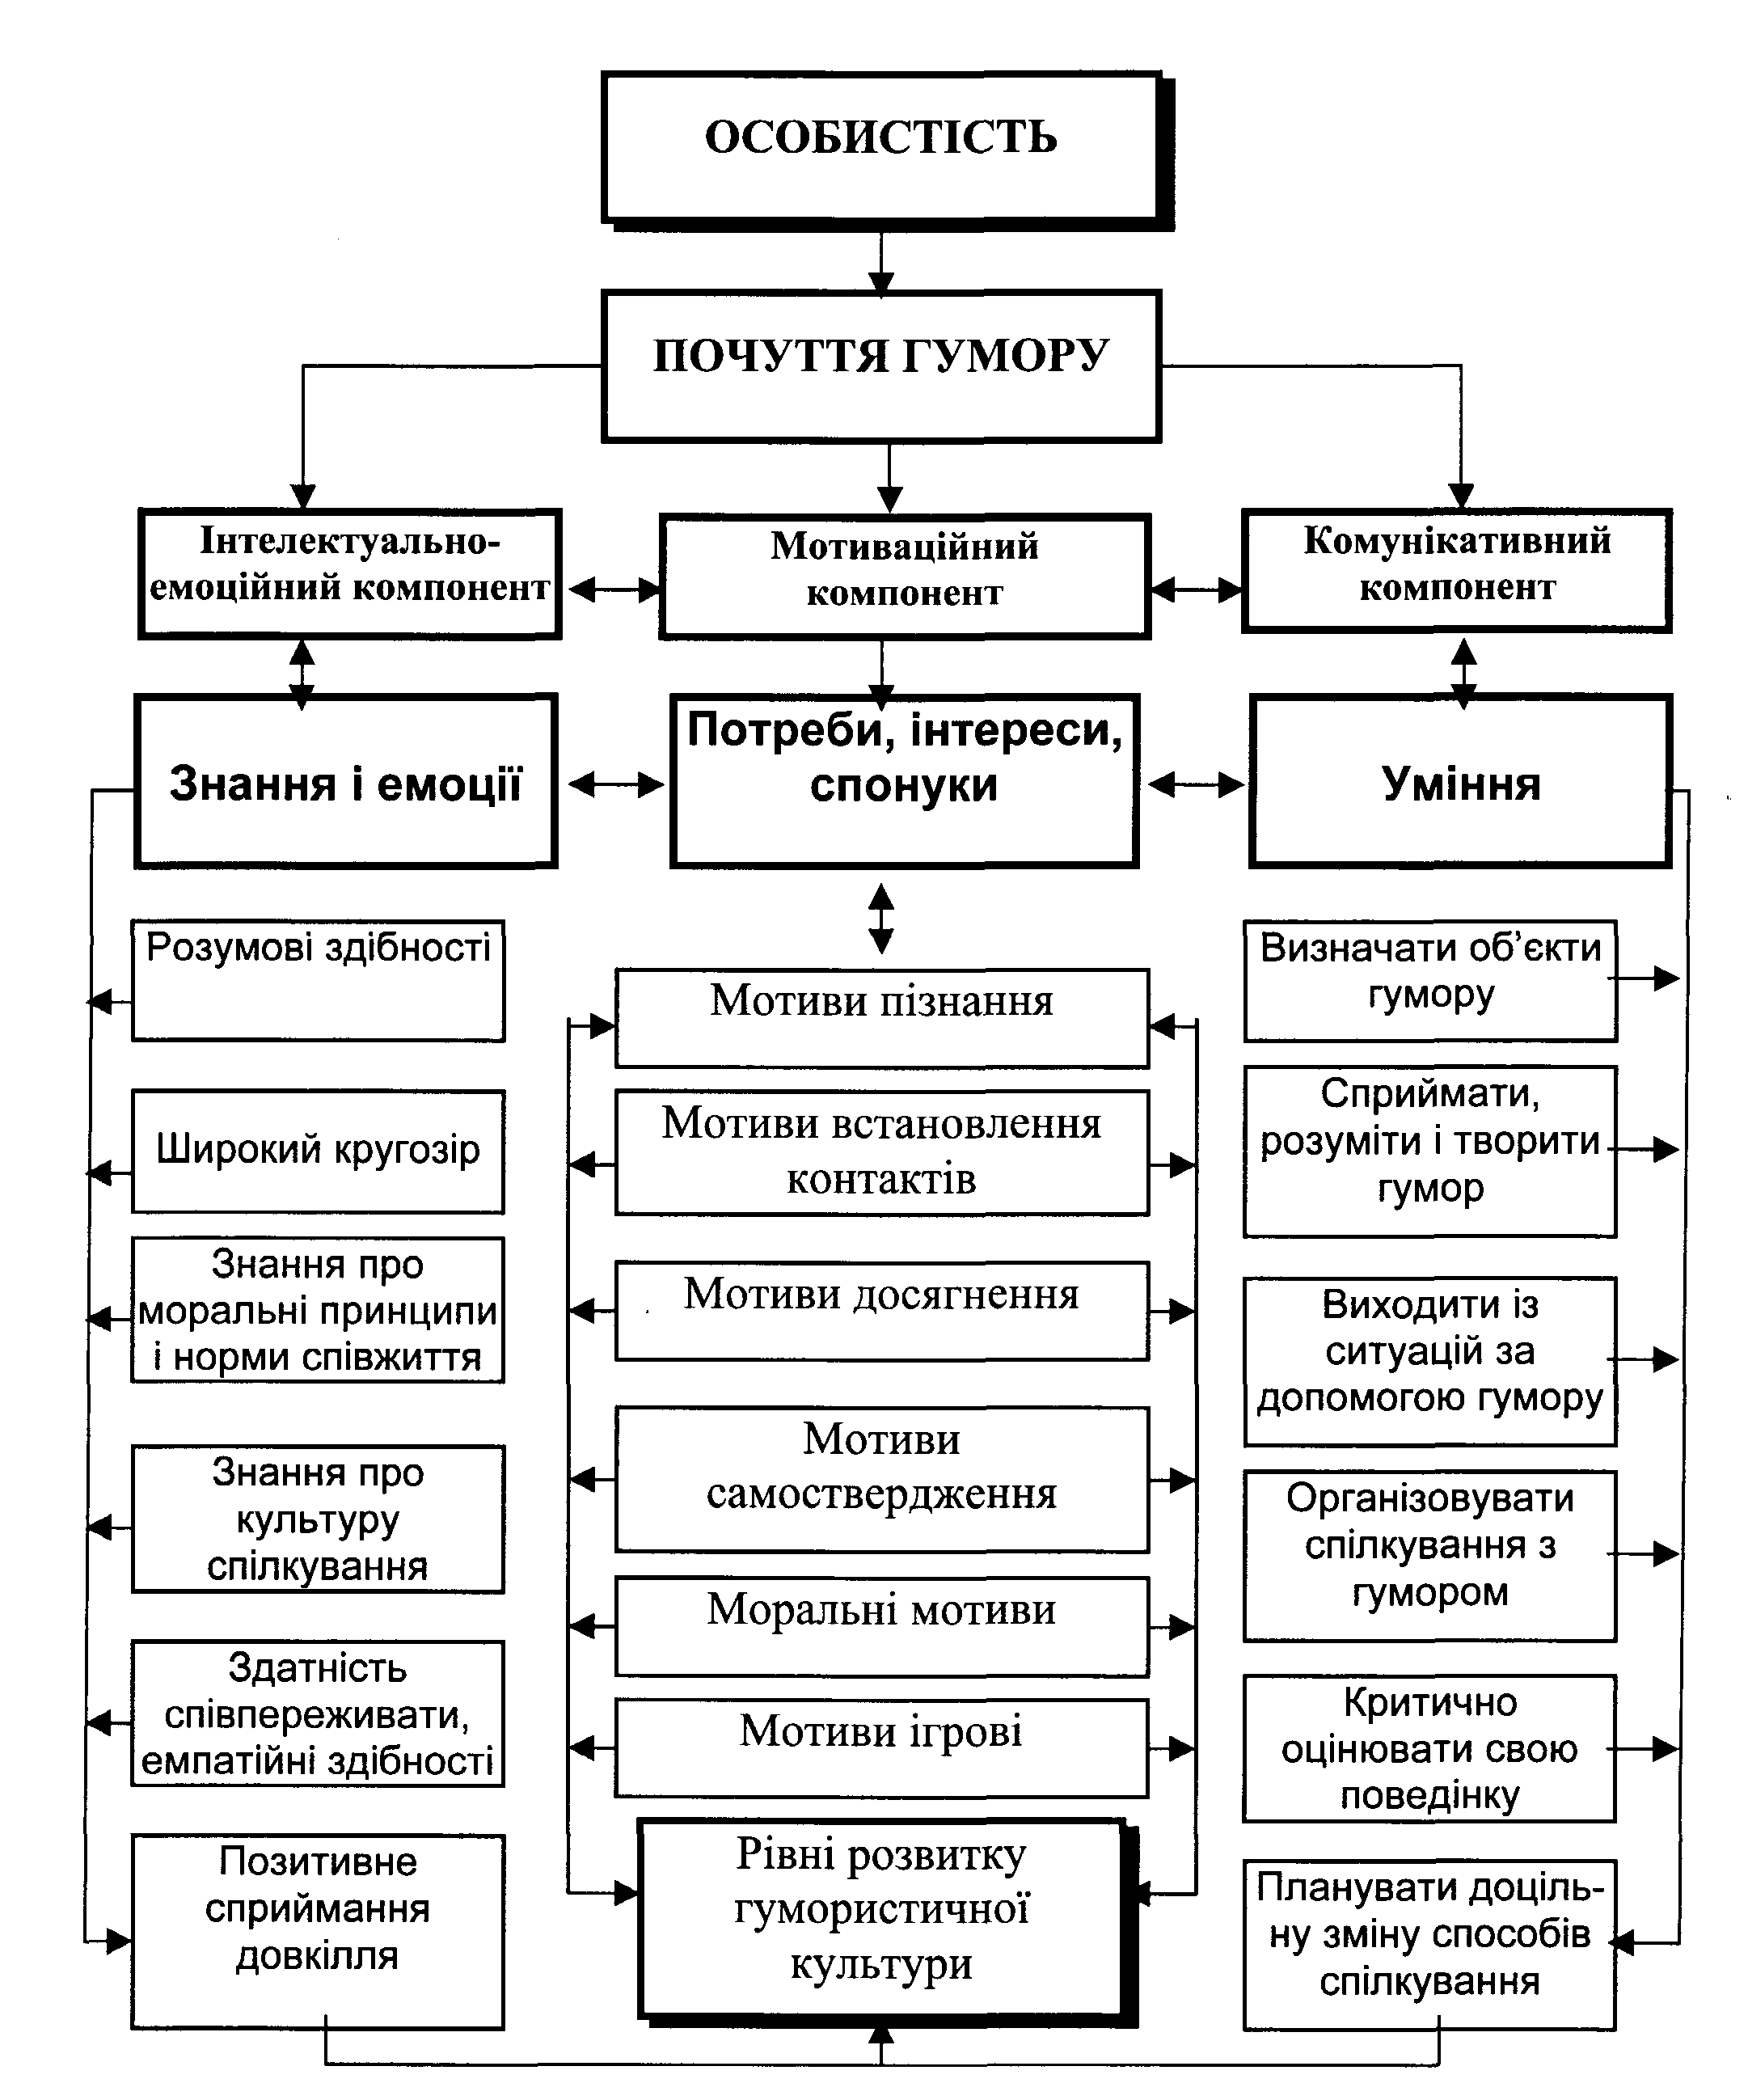 ОСОБИСТІСТЬ
ПОЧУТТЯ ГУМОРУ
Інтелектуально-
емоційний компонент
Мотиваційний
компонент
Комунікативний
компонент
Знання і емоції
Потреби, інтереси,
спонуки
Уміння
Розумові здібності
Широкий кругозір
Знання про
моральні принципи
і норми співжиття
Знання про
культуру
спілкування
Здатність
співпереживати,
емпатійні здібності
Позитивне
сприймання
довкілля
Мотиви пізнання
Мотиви встановлення
контактів
Мотиви досягнення
Мотиви
самоствердження
Моральні мотиви
Мотиви ігрові
Рівні розвитку
гумористичної
культури
Визначати об’єкти
гумору
Сприймати,
розуміти і творити
гумор
Виходити із
ситуацій за
допомогою гумору
Організовувати
спілкування з
гумором
Критично
оцінювати свою
поведінку
Планувати доціль-
ну зміну способів
спілкування